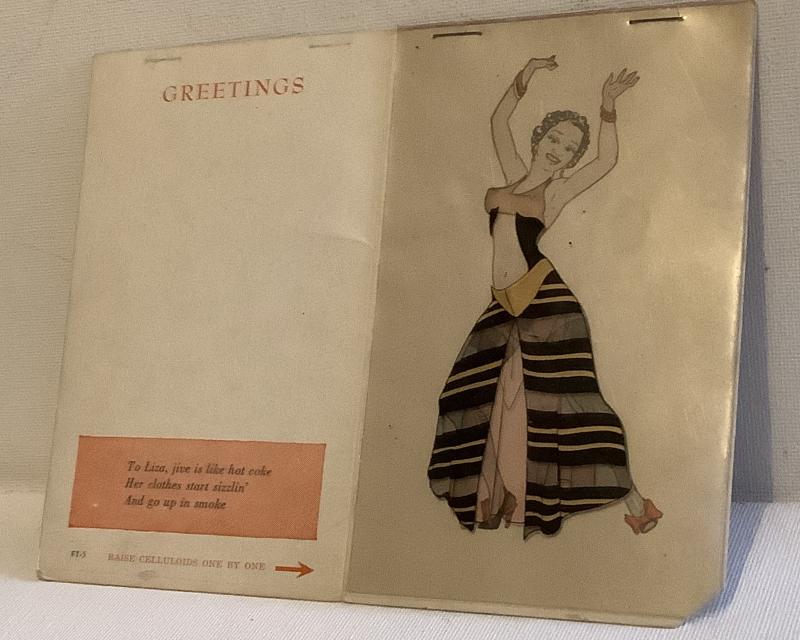 GREETINGS
To Liza, jive is like hot coke
Her clothes start sizzlin'
And go up in smoke
FT-5 RAISE CELLULOIDS ONE BY ONE